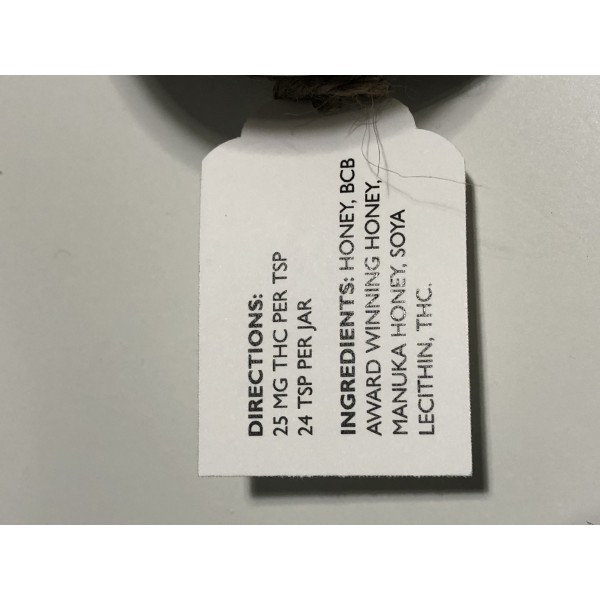 DIRECTIONS:
25 MG THC PER TSP
24 TSP PER JAR
INGREDIENTS: HONEY, BCB
AWARD WINNING HONEY,
MANUKA HONEY, SOYA
LECITHIN, THC.